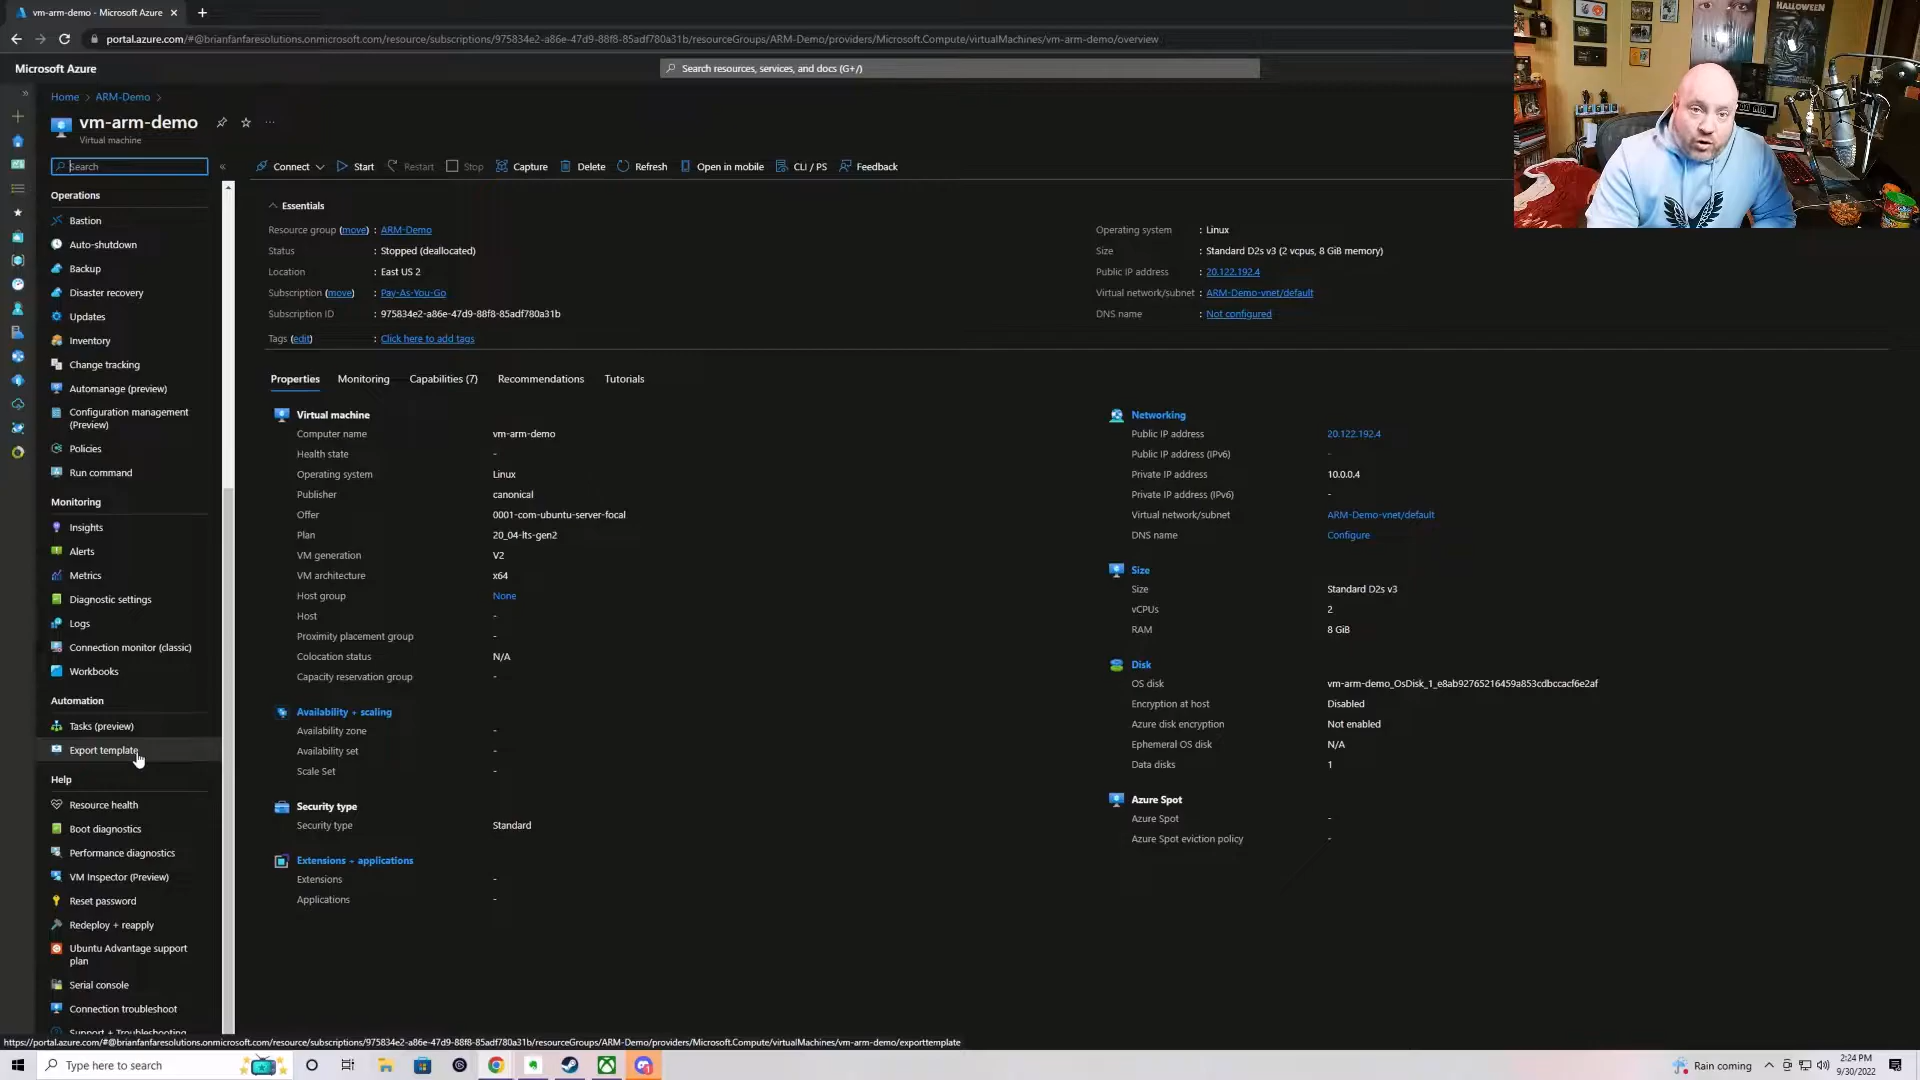 vm-arm-demo - Microsoft Azure
portal.azure.com/#@brianfanfaresolutions.onmicrosoft.com/resource/subscriptions/975834e2-a86e-47d9-88f8-85adf780a31b/resourceGroups/ARM-Demo/providers/Microsoft.Compute/virtualMachines/vm-arm-demo/overview
Microsoft Azure
Search resources, services, and docs (G+/)
HALLOWEEN
Home > ARM-Demo >
vm-arm-demo
Virtual machine
Search
Connect
Start
Restart
Stop
Capture
Delete
Refresh
Open in mobile
CLI / PS
Feedback
Operations
Bastion
Auto-shutdown
Backup
Disaster recovery
Updates
Inventory
Change tracking
Automanage (preview)
Configuration management
(Preview)
Policies
Run command
Monitoring
Insights
Alerts
Metrics
Diagnostic settings
Logs
Connection monitor (classic)
Workbooks
Automation
Tasks (preview)
Export template
Help
Resource health
Boot diagnostics
Performance diagnostics
VM Inspector (Preview)
Reset password
Redeploy + reapply
Ubuntu Advantage support
plan
Serial console
Connection troubleshoot
Support + Troubleshooting
Essentials
Resource group (move) : ARM-Demo
Status : Stopped (deallocated)
Location : East US 2
Subscription (move) : Pay-As-You-Go
Subscription ID : 975834e2-a86e-47d9-88f8-85adf780a31b
Tags (edit) : Click here to add tags
Operating system : Linux
Size : Standard D2s v3 (2 vcpus, 8 GiB memory)
Public IP address : 20.122.192.4
Virtual network/subnet : ARM-Demo-vnet/default
DNS name : Not configured
Properties
Monitoring
Capabilities (7)
Recommendations
Tutorials
Virtual machine
Computer name vm-arm-demo
Health state -
Operating system Linux
Publisher canonical
Offer 0001-com-ubuntu-server-focal
Plan 20_04-lts-gen2
VM generation V2
VM architecture x64
Host group None
Host -
Proximity placement group -
Colocation status N/A
Capacity reservation group -
Availability + scaling
Availability zone -
Availability set -
Scale Set -
Security type
Security type Standard
Extensions + applications
Extensions -
Applications -
Networking
Public IP address 20.122.192.4
Public IP address (IPv6) -
Private IP address 10.0.0.4
Private IP address (IPv6) -
Virtual network/subnet ARM-Demo-vnet/default
DNS name Configure
Size
Size Standard D2s v3
vCPUs 2
RAM 8 GiB
Disk
OS disk vm-arm-demo_OsDisk_1_e8ab92765216459a853cdbccacf6e2af
Encryption at host Disabled
Azure disk encryption Not enabled
Ephemeral OS disk N/A
Data disks 1
Azure Spot
Azure Spot -
Azure Spot eviction policy -
https://portal.azure.com/#@brianfanfaresolutions.onmicrosoft.com/resource/subscriptions/975834e2-a86e-47d9-88f8-85adf780a31b/resourceGroups/ARM-Demo/providers/Microsoft.Compute/virtualMachines/vm-arm-demo/exporttemplate
Type here to search
Rain coming
2:24 PM
9/30/2022